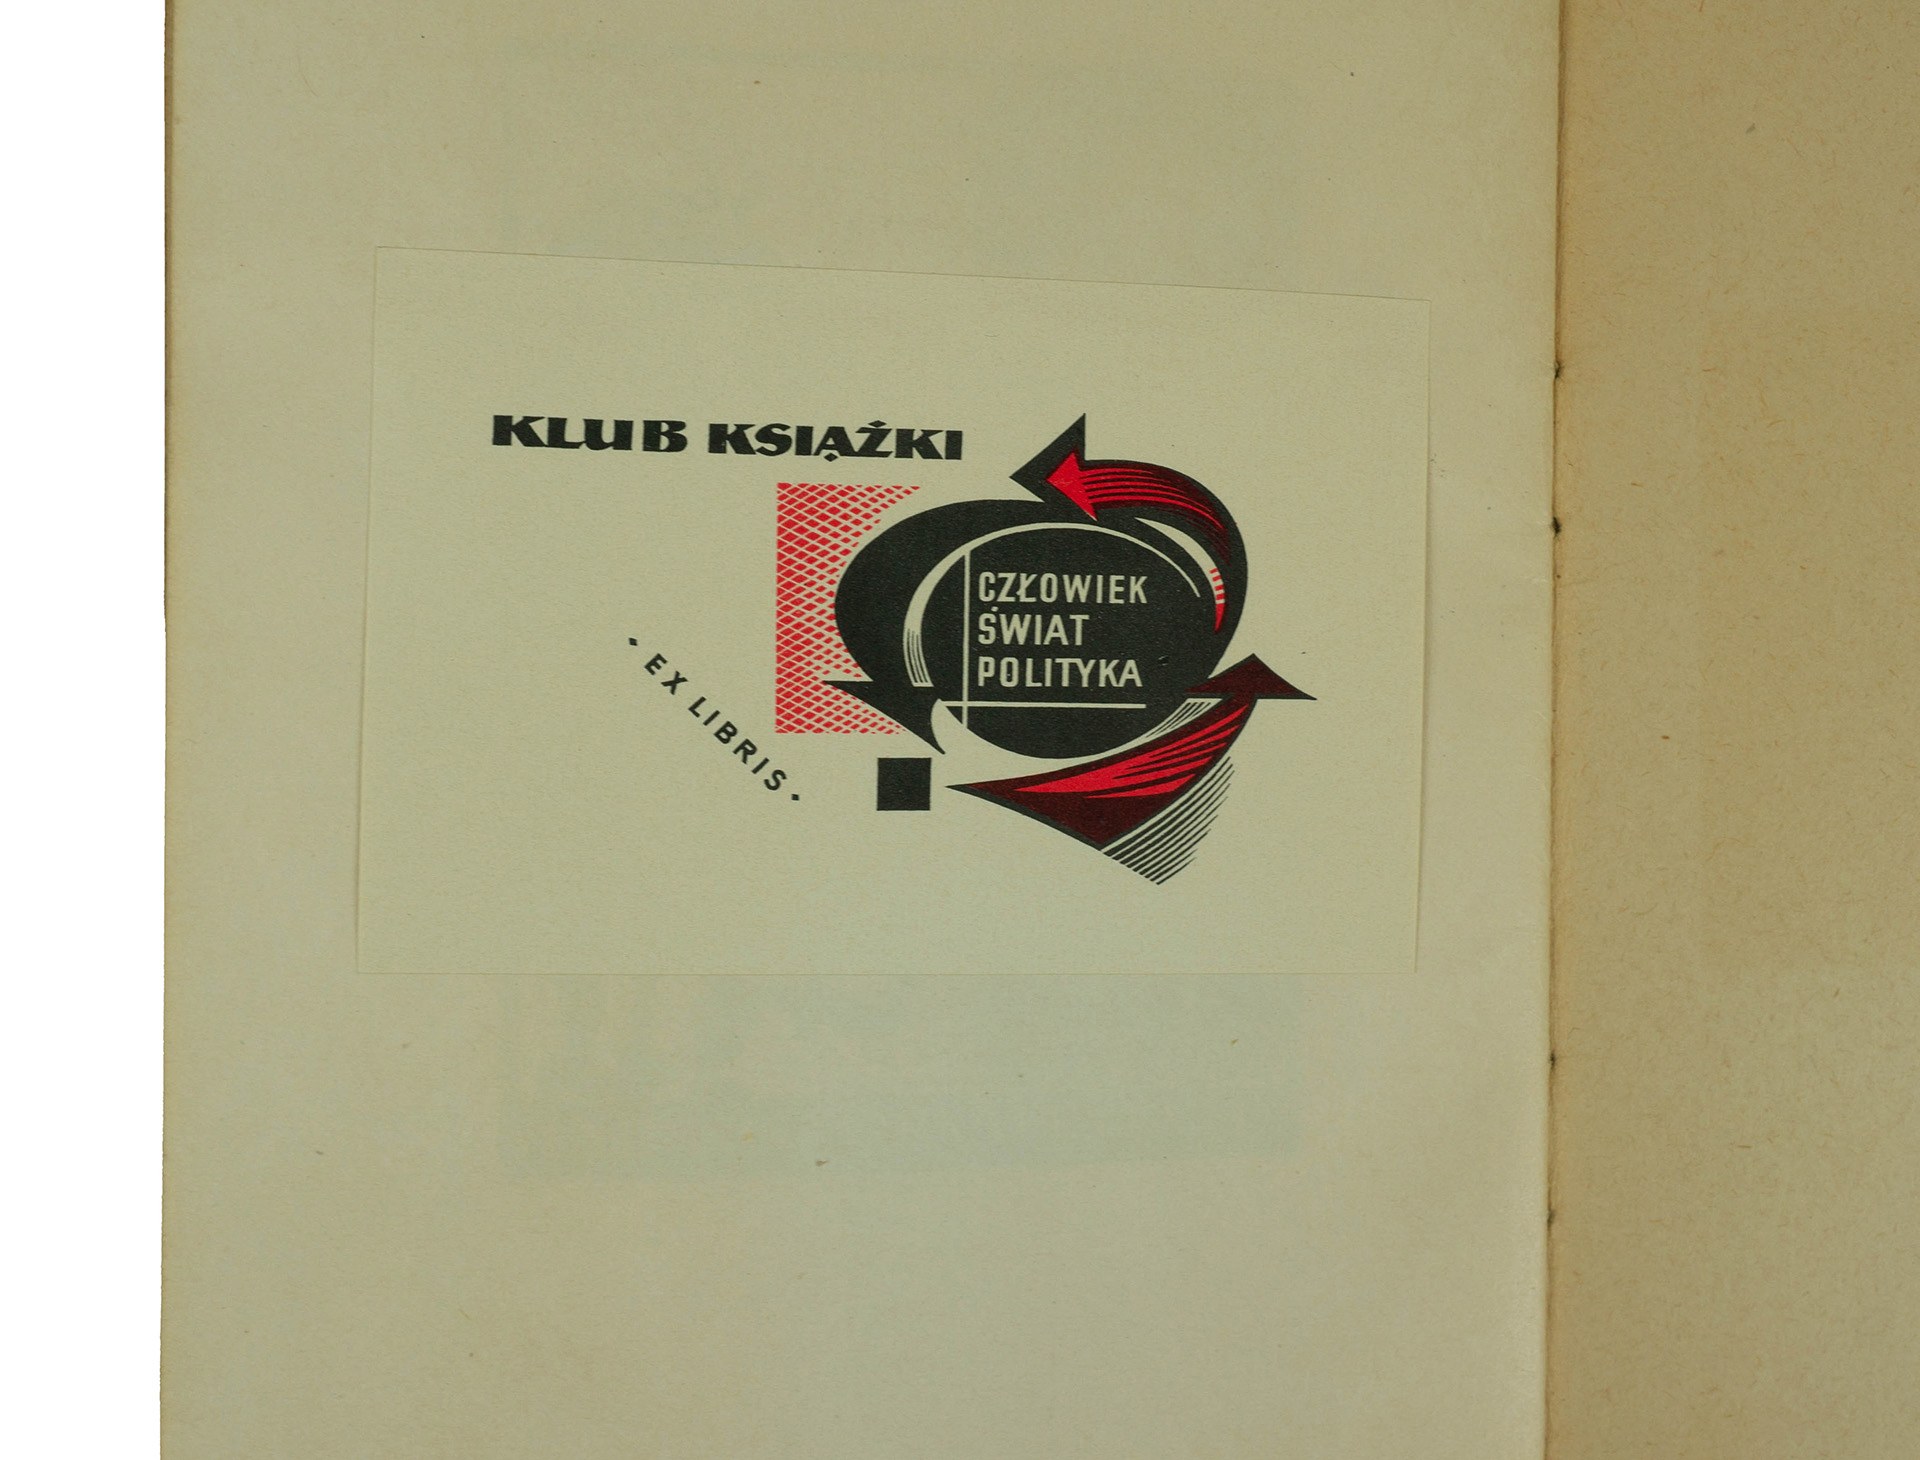 KLUB KSIĄŻKI
CZŁOWIEK
ŚWIAT
POLITYKA
· EX LIBRIS ·